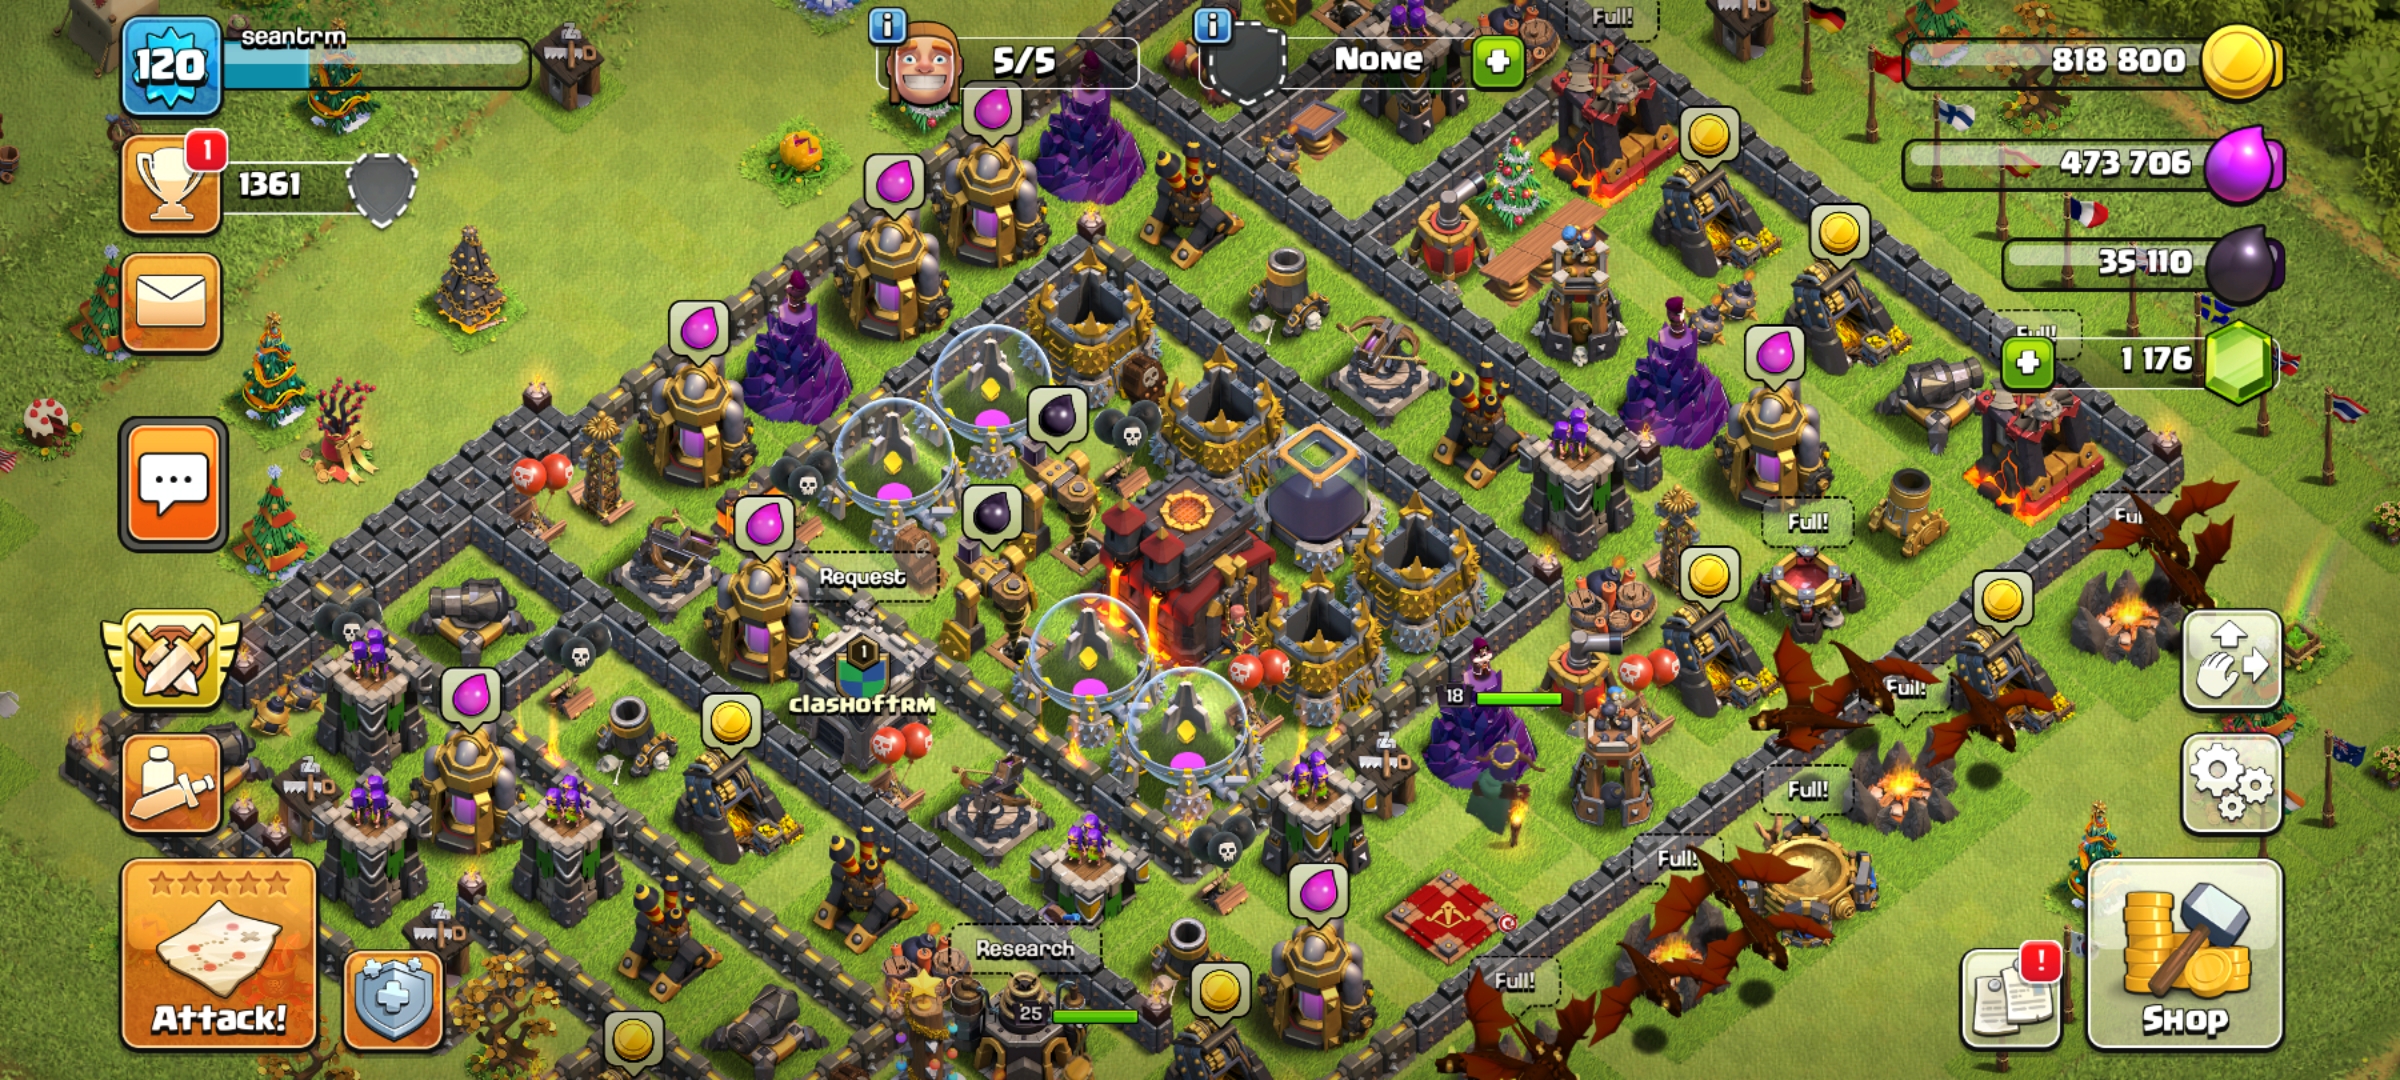 Full!
seantrm
120
5/5
None
818 800
1
1361
473 706
35 110
Full!
1 176
Full!
Request
1
clashoftrm
18
Full!
Full!
Full!
Research
Full!
25
Attack!
!
Shop